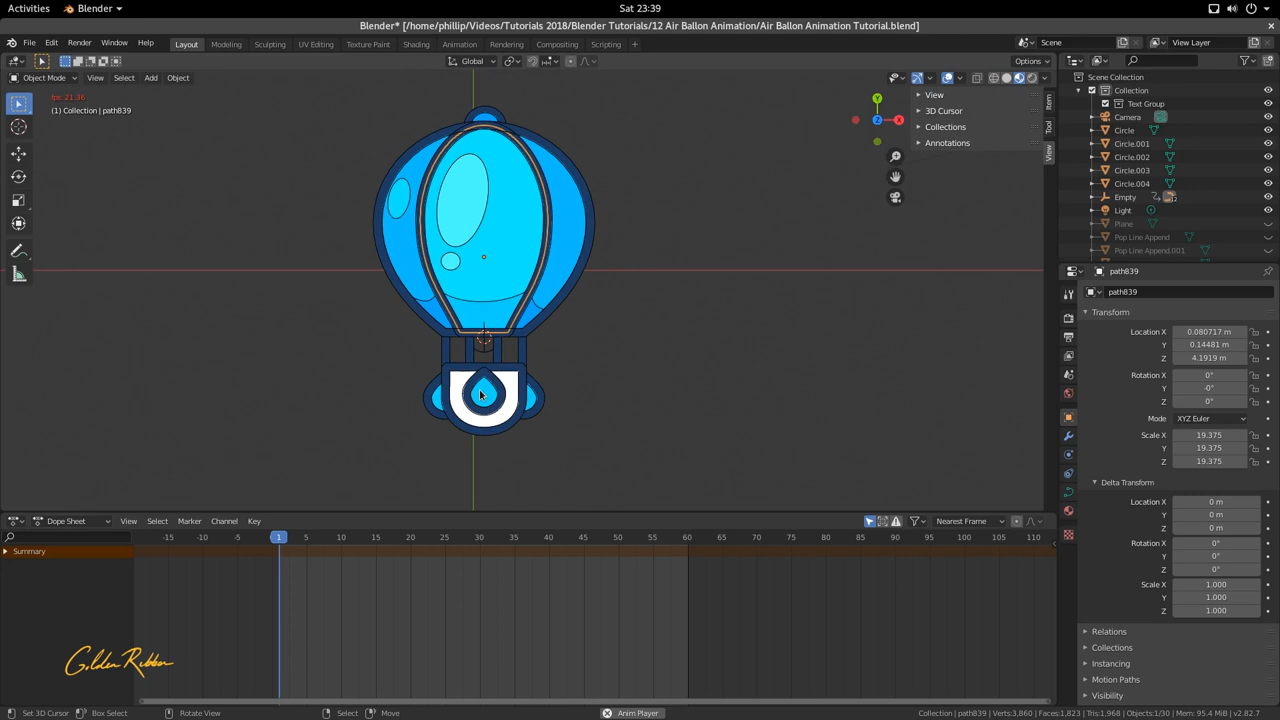 Activities Blender Sat 23:39
Blender* [/home/phillip/Videos/Tutorials 2018/Blender Tutorials/12 Air Ballon Animation/Air Ballon Animation Tutorial.blend]
File Edit Render Window Help Layout Modeling Sculpting UV Editing Texture Paint Shading Animation Rendering Compositing Scripting + Scene View Layer
Global Options
Object Mode View Select Add Object
fps: 21.36
(1) Collection | path839
Y
X
Z
View
3D Cursor
Collections
Annotations
Item
Tool
View
Scene Collection
Collection
Text Group
Camera
Circle
Circle.001
Circle.002
Circle.003
Circle.004
Empty
Light
Plane
Pop Line Append
Pop Line Append.001
path839
path839
Transform
Location X 0.080717 m
Y 0.14481 m
Z 4.1919 m
Rotation X 0°
Y -0°
Z 0°
Mode XYZ Euler
Scale X 19.375
Y 19.375
Z 19.375
Delta Transform
Location X 0 m
Y 0 m
Z 0 m
Rotation X 0°
Y 0°
Z 0°
Scale X 1.000
Y 1.000
Z 1.000
Relations
Collections
Instancing
Motion Paths
Visibility
Dope Sheet View Select Marker Channel Key Nearest Frame
-15 -10 -5 1 5 10 15 20 25 30 35 40 45 50 55 60 65 70 75 80 85 90 95 100 105 110
Summary
Golden Ribbon
Set 3D Cursor Box Select Rotate View Select Move Anim Player Collection | path839 | Verts:3,860 | Faces:1,823 | Tris:1,968 | Objects:1/30 | Mem: 95.4 MiB | v2.82.7